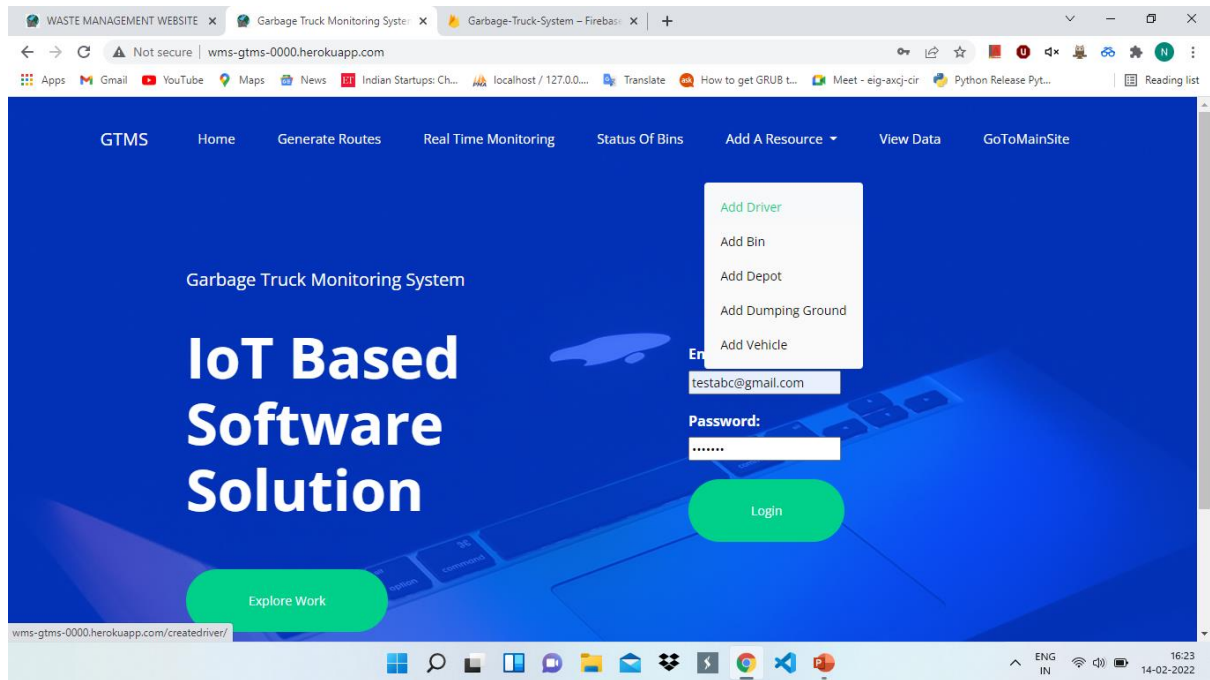 WASTE MANAGEMENT WEBSITE
Garbage Truck Monitoring Syster
Garbage-Truck-System – Firebase
Not secure | wms-gtms-0000.herokuapp.com
N
Apps Gmail YouTube Maps News ET Indian Startups: Ch... localhost / 127.0.0.... Translate How to get GRUB t... Meet - eig-axcj-cir Python Release Pyt... Reading list
GTMS Home Generate Routes Real Time Monitoring Status Of Bins Add A Resource View Data GoToMainSite
Add Driver
Add Bin
Add Depot
Add Dumping Ground
Add Vehicle
Garbage Truck Monitoring System
IoT Based
Software
Solution
Em
testabc@gmail.com
Password:
•••••••
Login
Explore Work
command
option
wms-gtms-0000.herokuapp.com/createdriver/
ENG
IN
16:23
14-02-2022